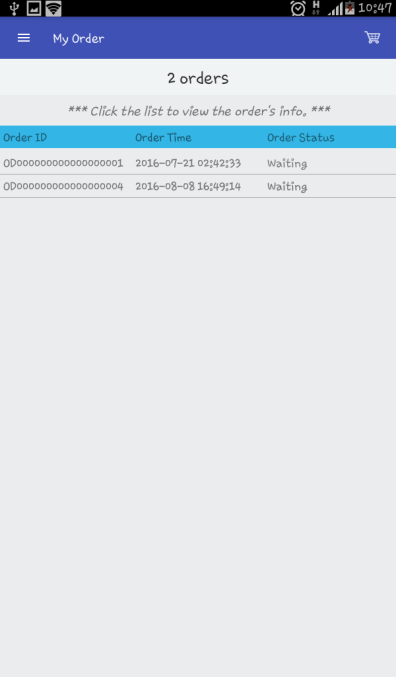 10:47
My Order
2 orders
*** Click the list to view the order's info. ***
Order ID Order Time Order Status
OD000000000000000001 2016-07-21 02:42:33 Waiting
OD000000000000000004 2016-08-08 16:49:14 Waiting